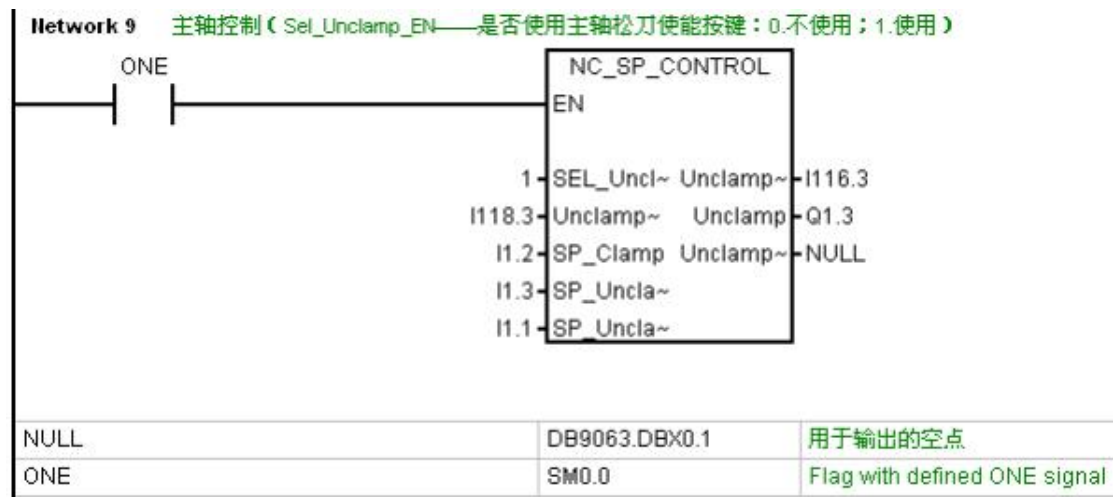 Network 9 主轴控制 ( Sel_Unclamp_EN——是否使用主轴松刀使能按键：0.不使用；1.使用 )
ONE NC_SP_CONTROL
EN
1 SEL_Uncl~ Unclamp~ I116.3
I118.3 Unclamp~ Unclamp Q1.3
I1.2 SP_Clamp Unclamp~ NULL
I1.3 SP_Uncla~
I1.1 SP_Uncla~
NULL DB9063.DBX0.1 用于输出的空点
ONE SM0.0 Flag with defined ONE signal